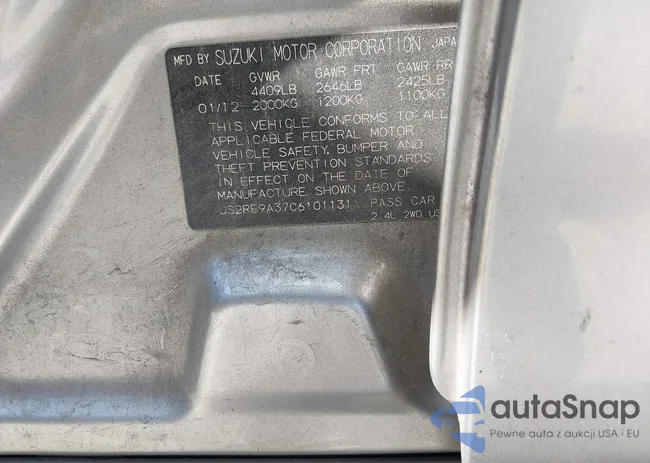 MFD BY SUZUKI MOTOR CORPORATION JAPA
DATE GVWR GAWR FRT GAWR RR
4409LB 2646LB 2425LB
01/12 2000KG 1200KG 1100KG
THIS VEHICLE CONFORMS TO ALL
APPLICABLE FEDERAL MOTOR
VEHICLE SAFETY, BUMPER AND
THEFT PREVENTION STANDARDS
IN EFFECT ON THE DATE OF
MANUFACTURE SHOWN ABOVE.
JS2RE9A37C6101131 PASS CAR
2.4L 2WD US
autoSnap
Pewne auta z aukcji USA i EU